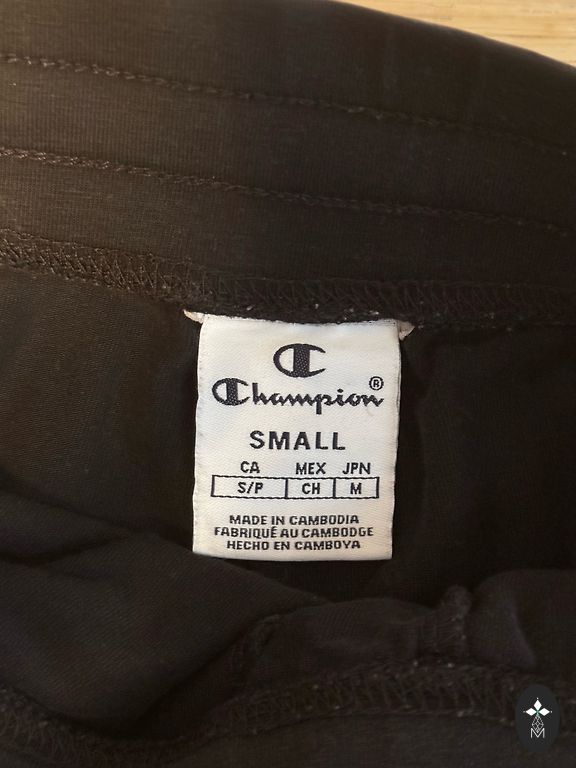 C
Champion®
SMALL
CA MEX JPN
S/P CH M
MADE IN CAMBODIA
FABRIQUÉ AU CAMBODGE
HECHO EN CAMBOYA
M